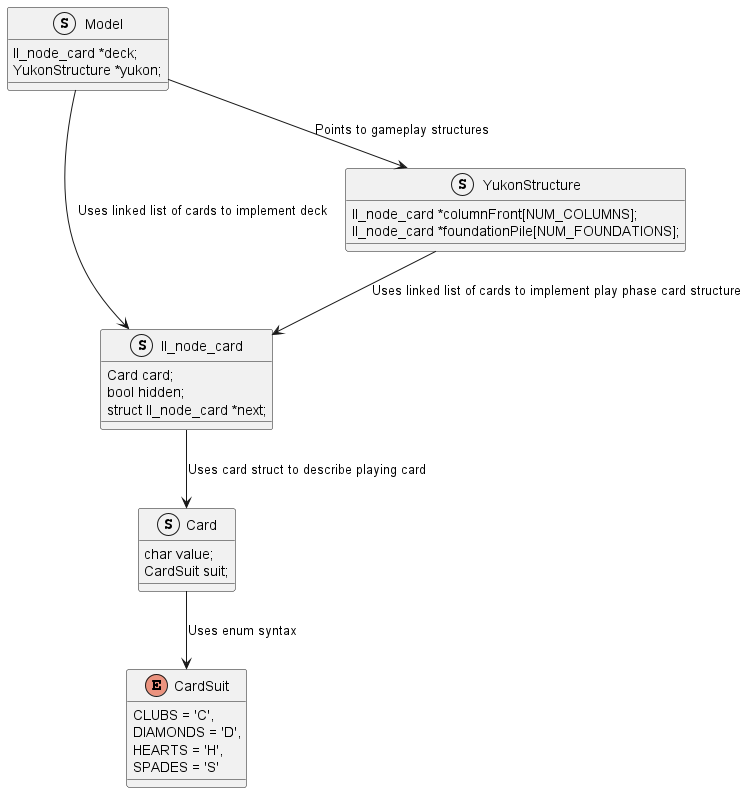 S Model
ll_node_card *deck;
YukonStructure *yukon;
Points to gameplay structures
S YukonStructure
ll_node_card *columnFront[NUM_COLUMNS];
ll_node_card *foundationPile[NUM_FOUNDATIONS];
Uses linked list of cards to implement deck
Uses linked list of cards to implement play phase card structure
S ll_node_card
Card card;
bool hidden;
struct ll_node_card *next;
Uses card struct to describe playing card
S Card
char value;
CardSuit suit;
Uses enum syntax
E CardSuit
CLUBS = 'C',
DIAMONDS = 'D',
HEARTS = 'H',
SPADES = 'S'